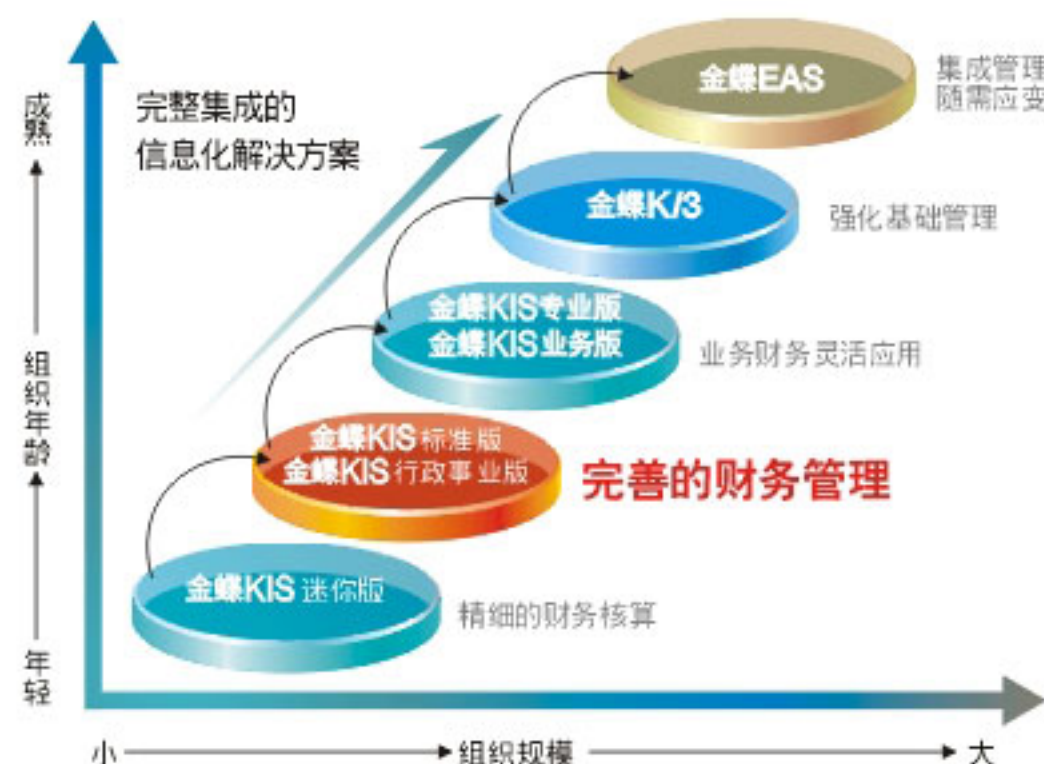 完整集成的
信息化解决方案
金蝶EAS
集成管理
随需应变
金蝶K/3
强化基础管理
金蝶KIS专业版
金蝶KIS业务版
业务财务灵活应用
金蝶KIS 标准版
金蝶KIS 行政事业版
完善的财务管理
金蝶KIS 迷你版
精细的财务核算
成熟
组织年龄
年轻
小
组织规模
大